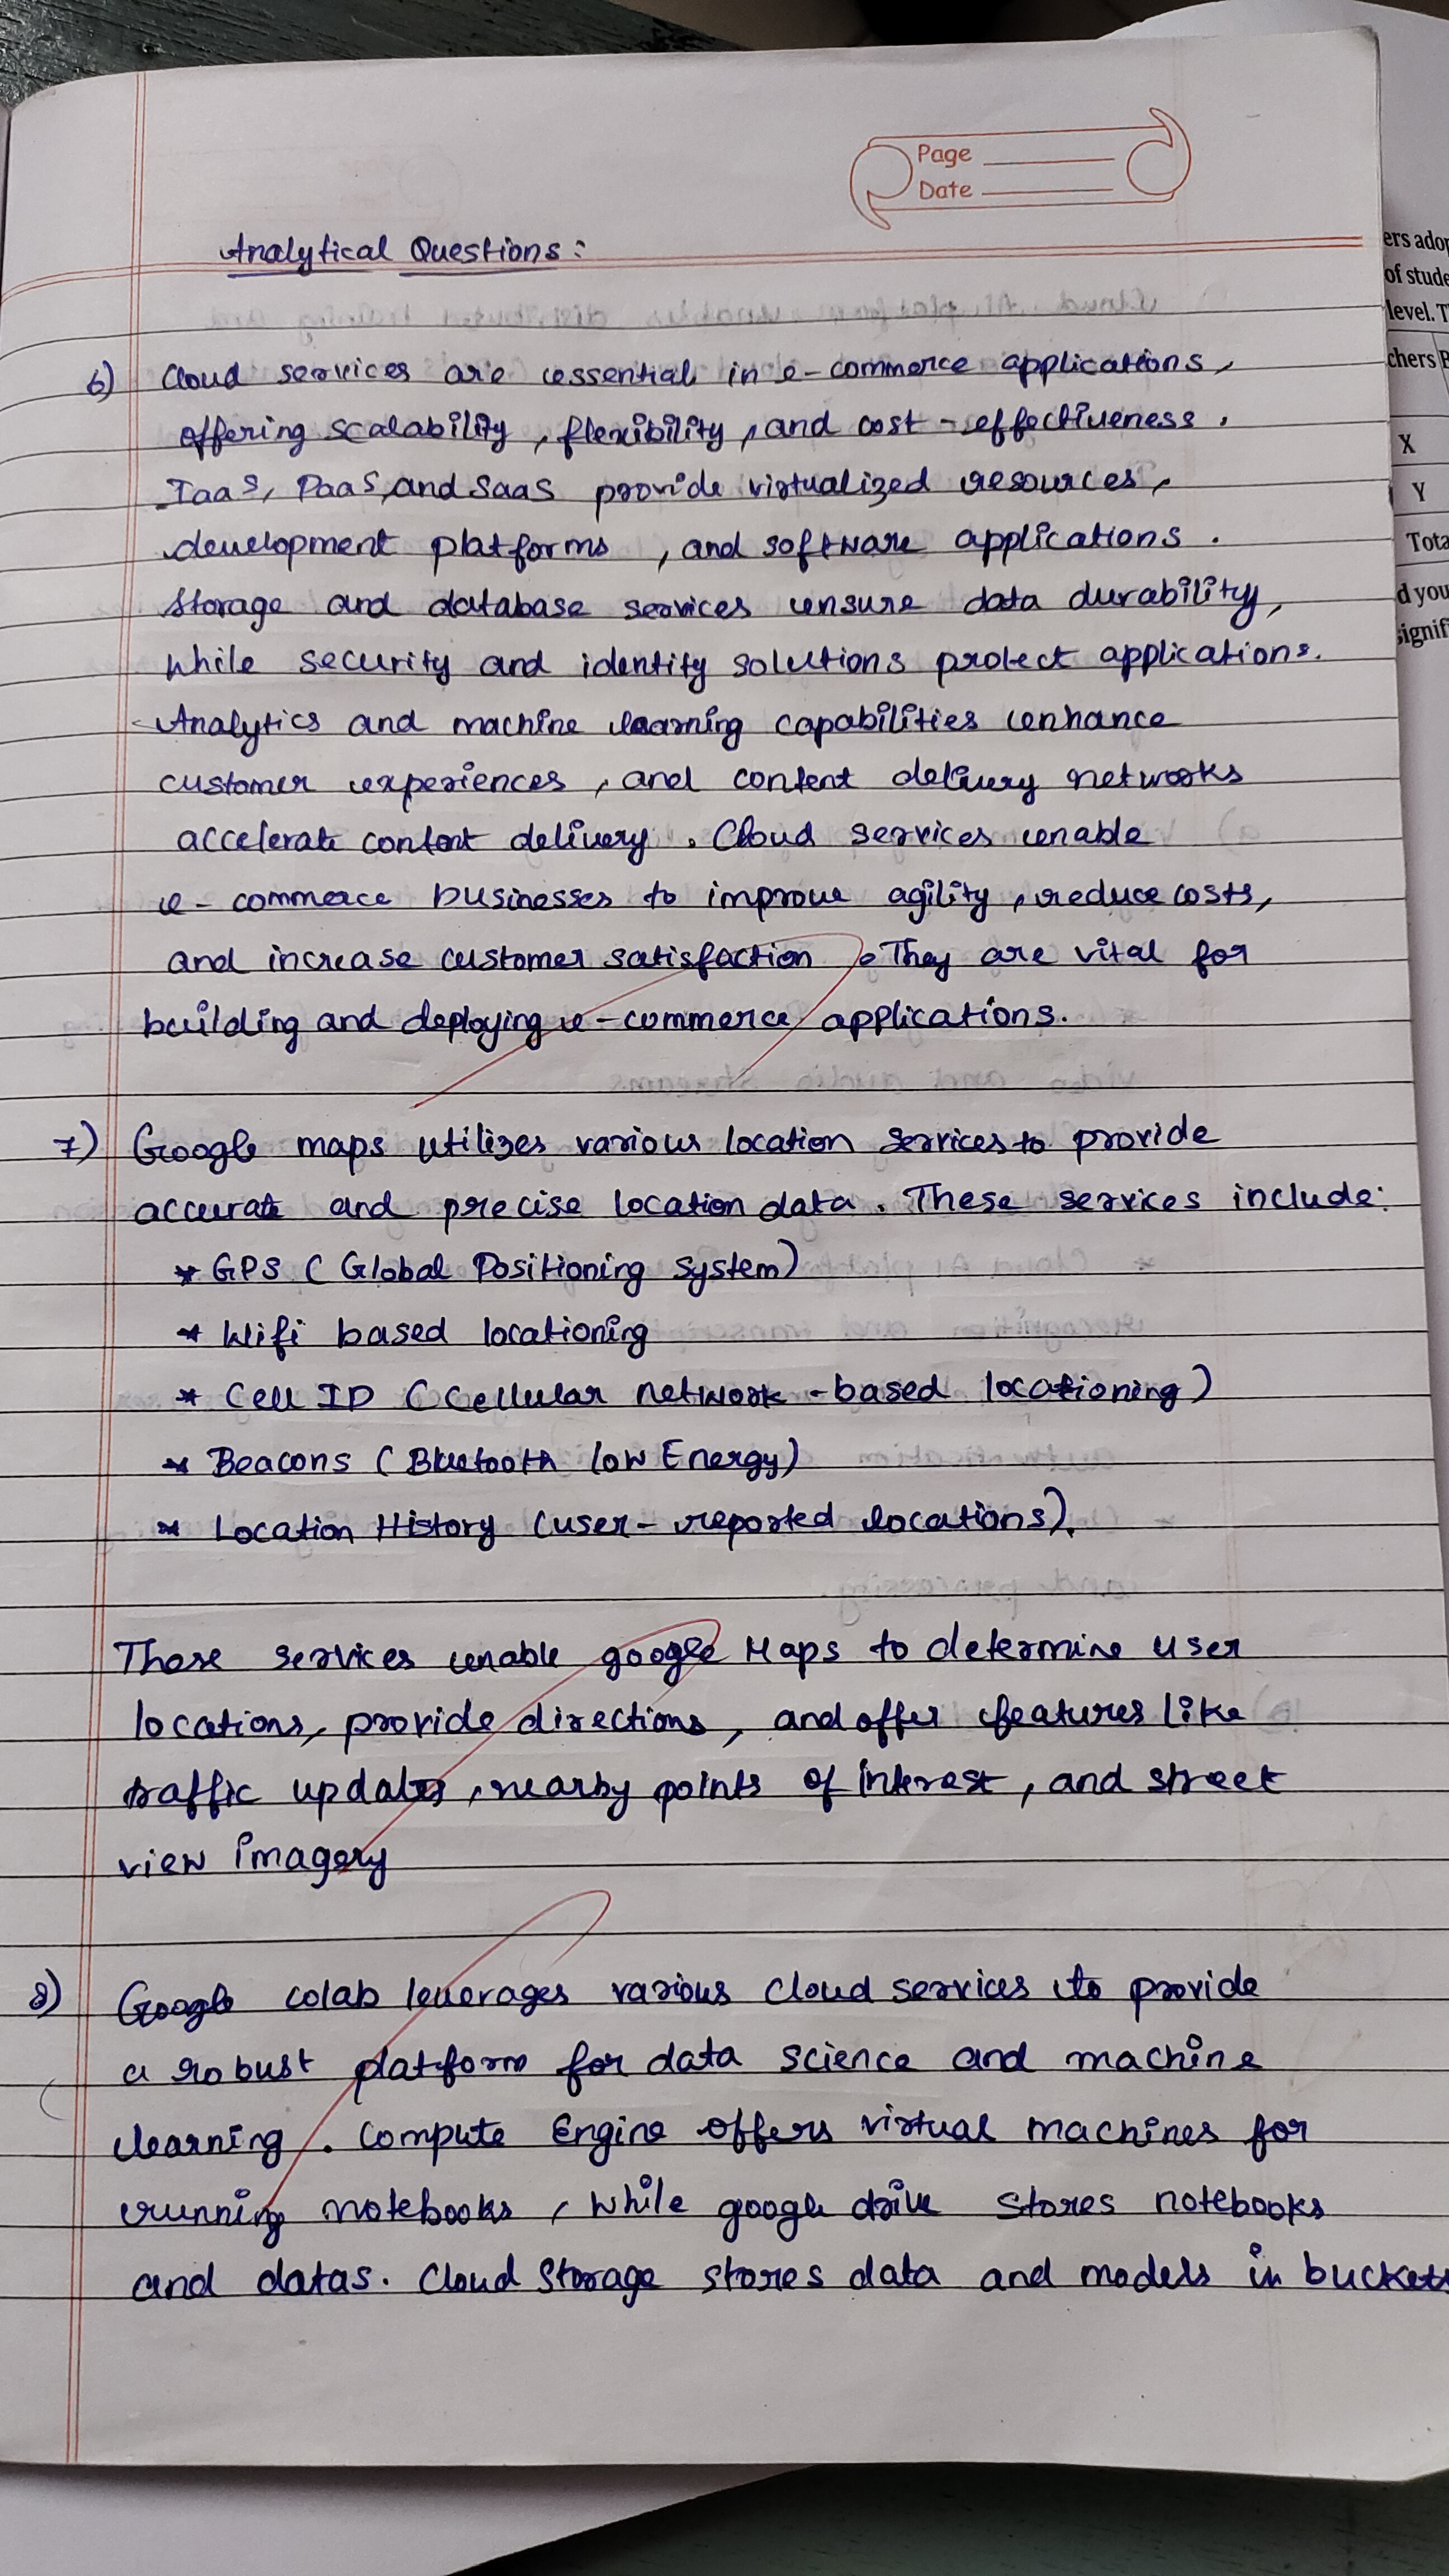 Page
Date
Analytical Questions:
6) Cloud services are essential in e-commerce applications,
offering scalability, flexibility, and cost-effectiveness.
IaaS, PaaS, and SaaS provide virtualized resources,
development platforms, and software applications.
Storage and database services ensure data durability,
while security and identity solutions protect applications.
Analytics and machine learning capabilities enhance
customer experiences, and content delivery networks
accelerate content delivery. Cloud services enable
e-commerce businesses to improve agility, reduce costs,
and increase customer satisfaction. They are vital for
building and deploying e-commerce applications.
7) Google maps utilizes various location services to provide
accurate and precise location data. These services include:
* GPS (Global Positioning System)
* Wifi based locationing
* Cell ID (Cellular network-based locationing)
* Beacons (Bluetooth low Energy)
* Location History (user-reported locations).
These services enable google Maps to determine user
locations, provide directions, and offer features like
traffic updates, nearby points of interest, and street
view imagery
8) Google colab leverages various cloud services to provide
a robust platform for data science and machine
learning. Compute Engine offers virtual machines for
running notebooks, while google drive stores notebooks
and datas. Cloud Storage stores data and models in buckets
ers adop
of stude
level. T
chers
X
Y
Tota
d you
signif